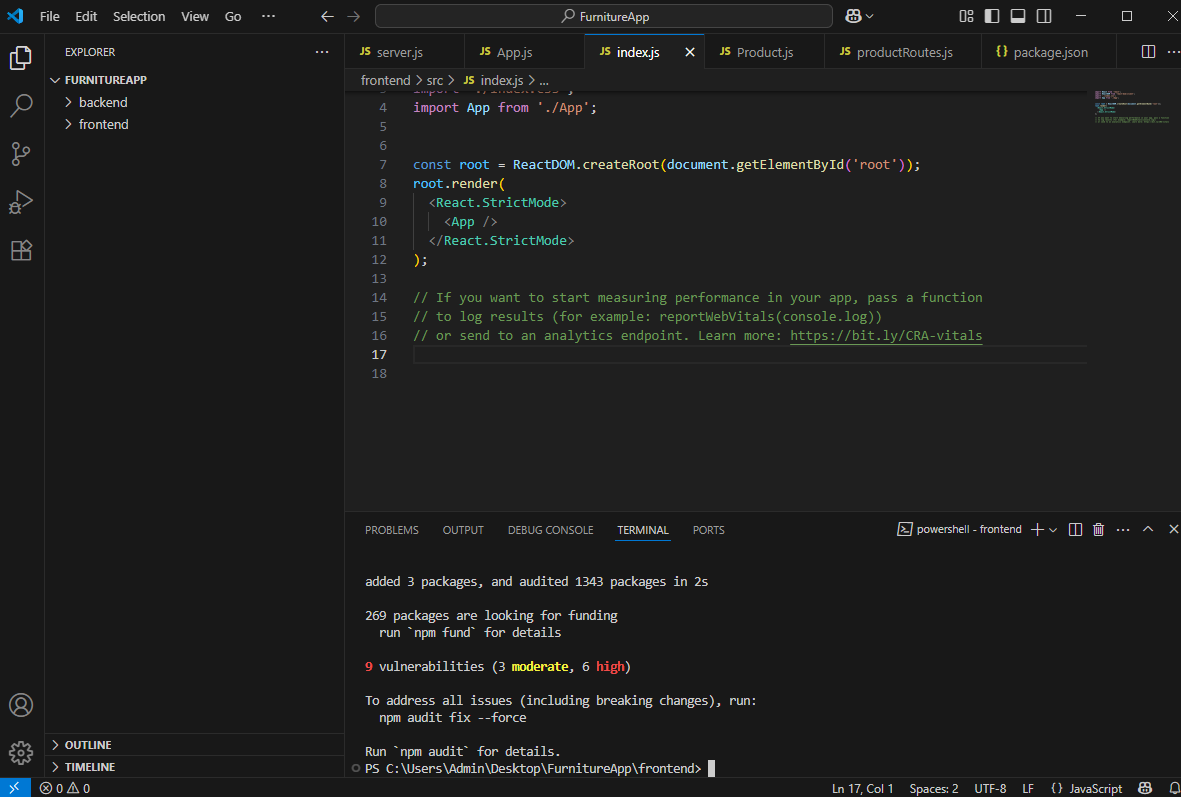 File Edit Selection View Go ··· FurnitureApp
EXPLORER
FURNITUREAPP
backend
frontend
OUTLINE
TIMELINE
JS server.js JS App.js JS index.js JS Product.js JS productRoutes.js {} package.json
frontend > src > JS index.js > ...
4 import App from './App';
5
6
7 const root = ReactDOM.createRoot(document.getElementById('root'));
8 root.render(
9 <React.StrictMode>
10 <App />
11 </React.StrictMode>
12 );
13
14 // If you want to start measuring performance in your app, pass a function
15 // to log results (for example: reportWebVitals(console.log))
16 // or send to an analytics endpoint. Learn more: https://bit.ly/CRA-vitals
17
18
PROBLEMS OUTPUT DEBUG CONSOLE TERMINAL PORTS powershell - frontend
added 3 packages, and audited 1343 packages in 2s
269 packages are looking for funding
run `npm fund` for details
9 vulnerabilities (3 moderate, 6 high)
To address all issues (including breaking changes), run:
npm audit fix --force
Run `npm audit` for details.
PS C:\Users\Admin\Desktop\FurnitureApp\frontend>
0 0 Ln 17, Col 1 Spaces: 2 UTF-8 LF {} JavaScript